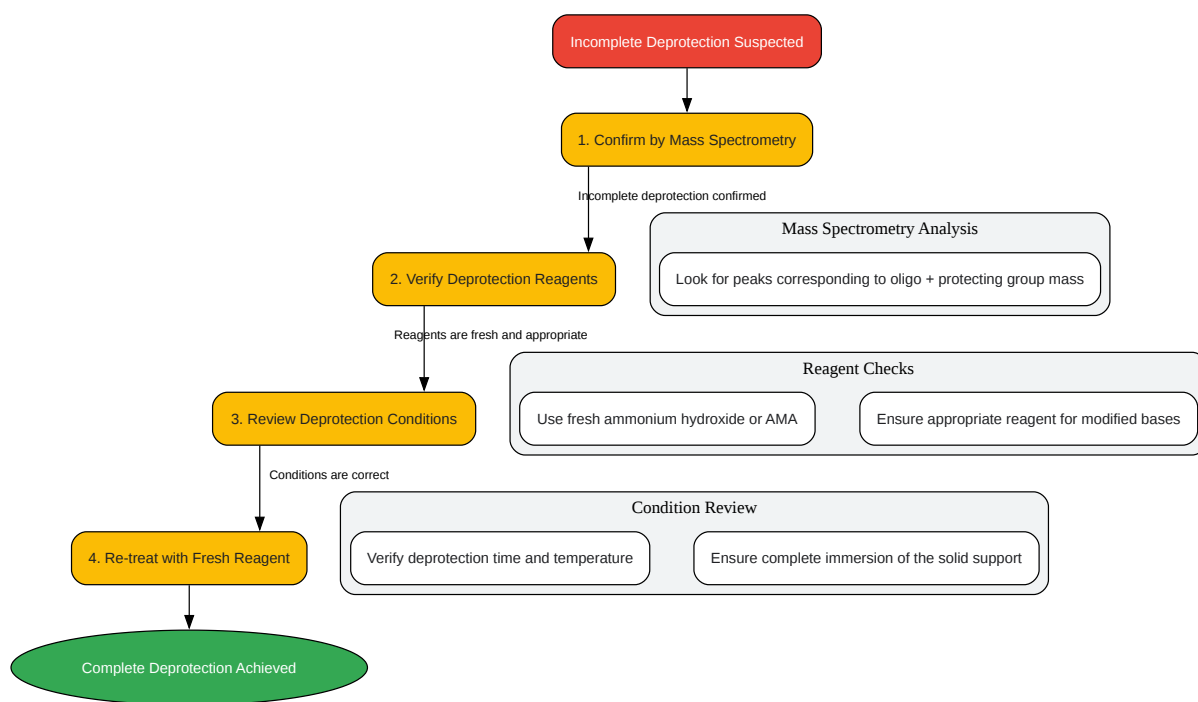 Incomplete Deprotection Suspected
1. Confirm by Mass Spectrometry
Incomplete deprotection confirmed
Mass Spectrometry Analysis
2. Verify Deprotection Reagents
Look for peaks corresponding to oligo + protecting group mass
Reagents are fresh and appropriate
Reagent Checks
3. Review Deprotection Conditions
Use fresh ammonium hydroxide or AMA
Ensure appropriate reagent for modified bases
Conditions are correct
Condition Review
4. Re-treat with Fresh Reagent
Verify deprotection time and temperature
Ensure complete immersion of the solid support
Complete Deprotection Achieved